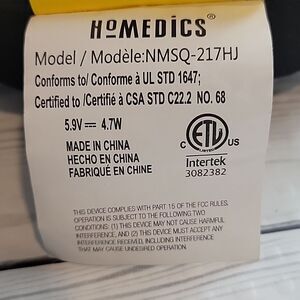 HOMEDICS®
Model / Modèle:NMSQ-217HJ
Conforms to/ Conforme à UL STD 1647;
Certified to /Certifié à CSA STD C22.2 NO. 68
5.9V⎓ 4.7W
MADE IN CHINA
HECHO EN CHINA
FABRIQUÉ EN CHINE
C ETL US
Intertek
3082382
THIS DEVICE COMPLIES WITH PART 15 OF THE FCC RULES.
OPERATION IS SUBJECT TO THE FOLLOWING TWO
CONDITIONS: (1) THIS DEVICE MAY NOT CAUSE HARMFUL
INTERFERENCE, AND (2) THIS DEVICE MUST ACCEPT ANY
INTERFERENCE RECEIVED, INCLUDING INTERFERENCE
THAT MAY CAUSE UNDESIRED OPERATION.